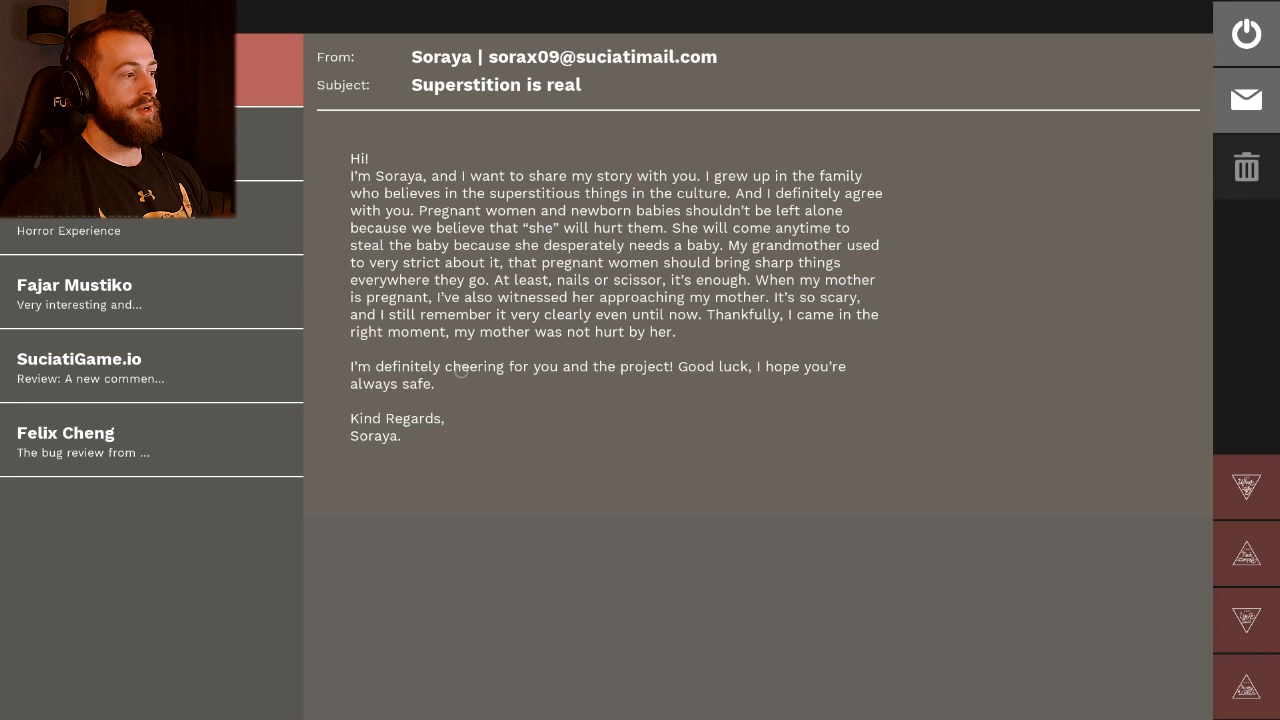 From: Soraya | sorax09@suciatimail.com
Subject: Superstition is real
Hi!
I'm Soraya, and I want to share my story with you. I grew up in the family
who believes in the superstitious things in the culture. And I definitely agree
with you. Pregnant women and newborn babies shouldn't be left alone
because we believe that “she” will hurt them. She will come anytime to
steal the baby because she desperately needs a baby. My grandmother used
to very strict about it, that pregnant women should bring sharp things
everywhere they go. At least, nails or scissor, it's enough. When my mother
is pregnant, I've also witnessed her approaching my mother. It's so scary,
and I still remember it very clearly even until now. Thankfully, I came in the
right moment, my mother was not hurt by her.
I'm definitely cheering for you and the project! Good luck, I hope you're
always safe.
Kind Regards,
Soraya.
Horror Experience
Fajar Mustiko
Very interesting and...
SuciatiGame.io
Review: A new commen...
Felix Cheng
The bug review from ...